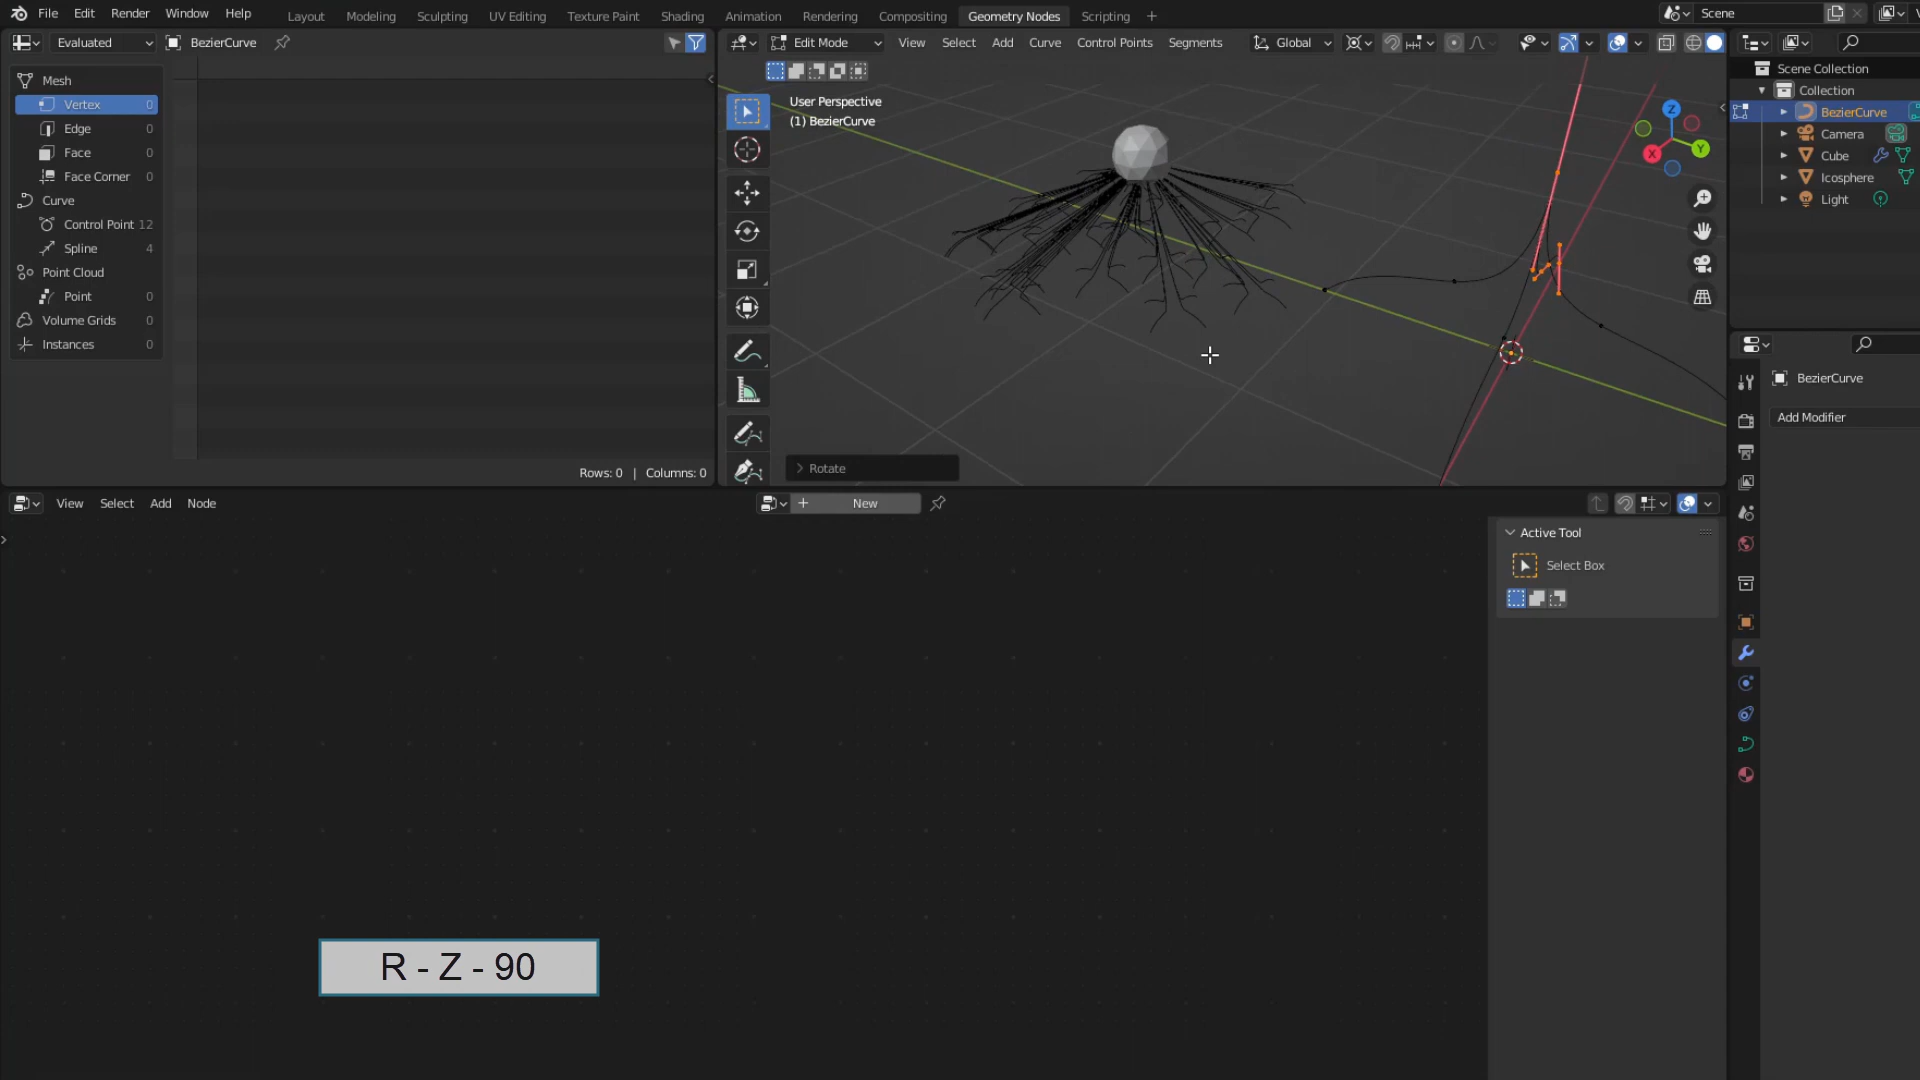 File Edit Render Window Help
Layout Modeling Sculpting UV Editing Texture Paint Shading Animation Rendering Compositing Geometry Nodes Scripting +
Scene
Evaluated BezierCurve
Mesh
Vertex 0
Edge 0
Face 0
Face Corner 0
Curve
Control Point 12
Spline 4
Point Cloud
Point 0
Volume Grids 0
Instances 0
Rows: 0 | Columns: 0
Edit Mode View Select Add Curve Control Points Segments Global
User Perspective
(1) BezierCurve
Z
Y
X
Rotate
Scene Collection
Collection
BezierCurve
Camera
Cube
Icosphere
Light
BezierCurve
Add Modifier
View Select Add Node
+ New
Active Tool
Select Box
R - Z - 90